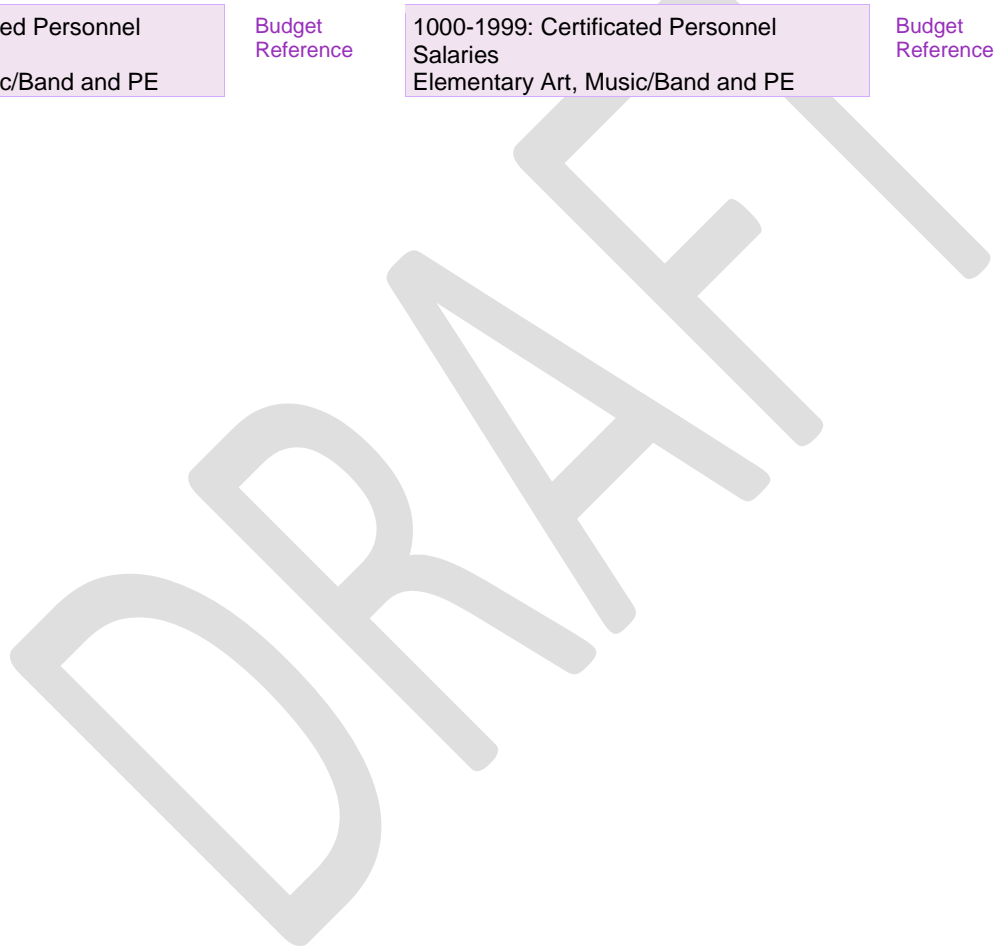 ed Personnel
c/Band and PE
Budget
Reference
1000-1999: Certificated Personnel
Salaries
Elementary Art, Music/Band and PE
Budget
Reference
DRAFT